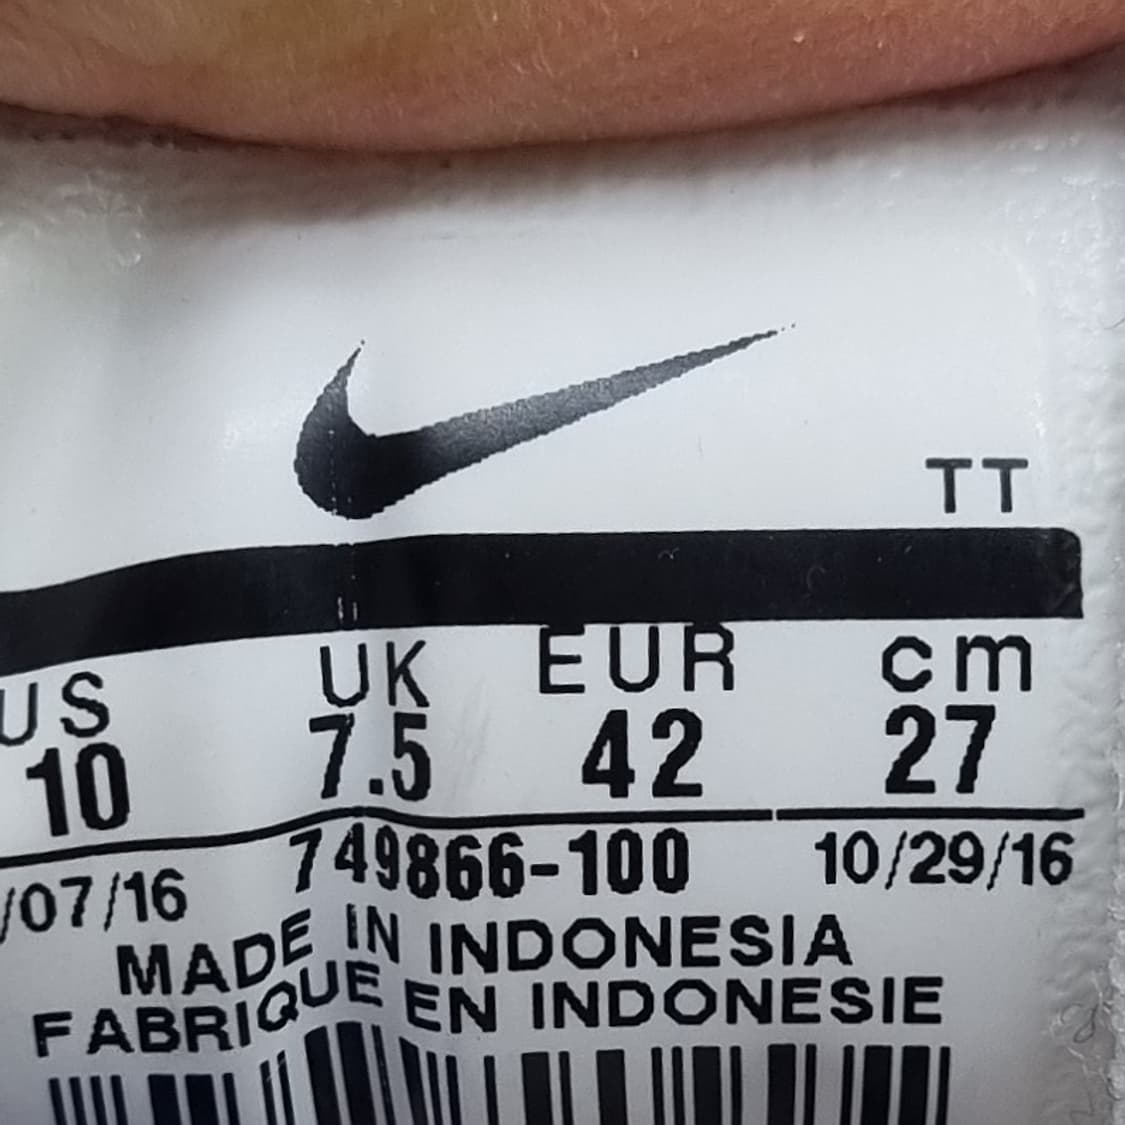 TT
US UK EUR cm
10 7.5 42 27
/07/16 749866-100 10/29/16
MADE IN INDONESIA
FABRIQUE EN INDONESIE